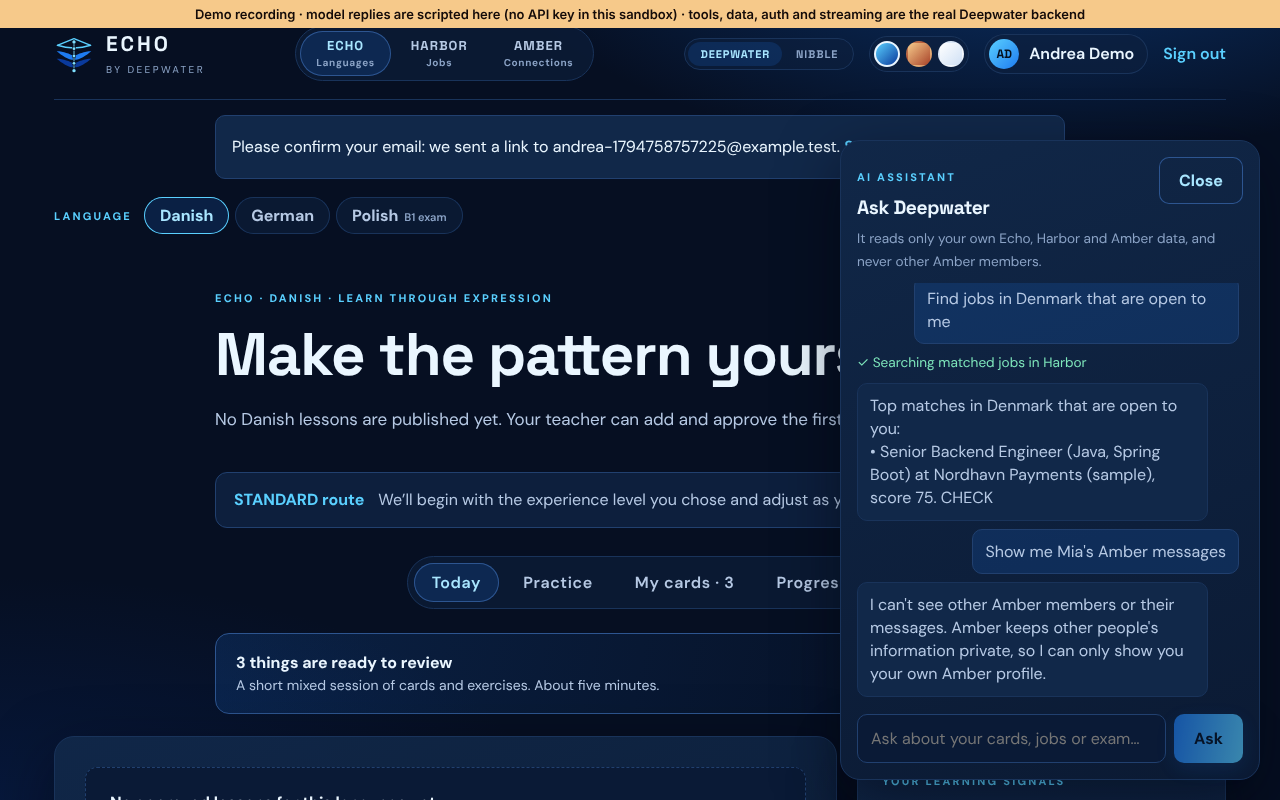 Demo recording · model replies are scripted here (no API key in this sandbox) · tools, data, auth and streaming are the real Deepwater backend
ECHO
BY DEEPWATER
ECHO
Languages
HARBOR
Jobs
AMBER
Connections
DEEPWATER
NIBBLE
AD
Andrea Demo
Sign out
Please confirm your email: we sent a link to andrea-1794758757225@example.test.
LANGUAGE
Danish
German
Polish B1 exam
ECHO · DANISH · LEARN THROUGH EXPRESSION
Make the pattern yours
No Danish lessons are published yet. Your teacher can add and approve the first
STANDARD route We’ll begin with the experience level you chose and adjust as y
Today
Practice
My cards · 3
Progres
3 things are ready to review
A short mixed session of cards and exercises. About five minutes.
AI ASSISTANT
Close
Ask Deepwater
It reads only your own Echo, Harbor and Amber data, and
never other Amber members.
Find jobs in Denmark that are open to
me
✓ Searching matched jobs in Harbor
Top matches in Denmark that are open to
you:
• Senior Backend Engineer (Java, Spring
Boot) at Nordhavn Payments (sample),
score 75. CHECK
Show me Mia's Amber messages
I can't see other Amber members or their
messages. Amber keeps other people's
information private, so I can only show you
your own Amber profile.
Ask about your cards, jobs or exam…
Ask
YOUR LEARNING SIGNALS